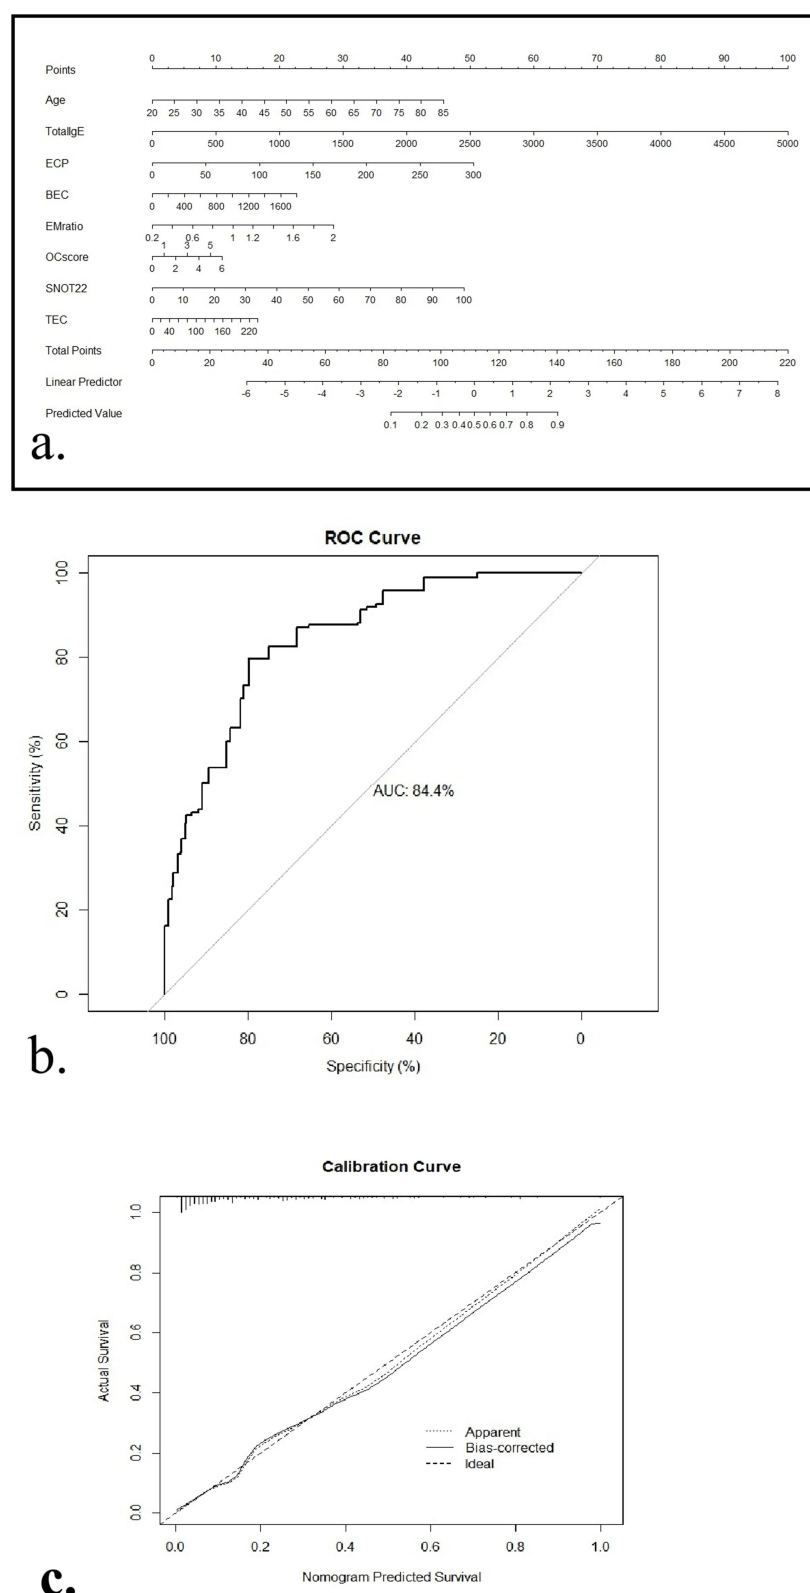 Points
0 10 20 30 40 50 60 70 80 90 100
Age
20 25 30 35 40 45 50 55 60 65 70 75 80 85
TotalIgE
0 500 1000 1500 2000 2500 3000 3500 4000 4500 5000
ECP
0 50 100 150 200 250 300
BEC
0 400 800 1200 1600
EMratio
0.2 0.6 1 1.2 1.6 2
1 3 5
OCscore
0 2 4 6
SNOT22
0 10 20 30 40 50 60 70 80 90 100
TEC
0 40 100 160 220
Total Points
0 20 40 60 80 100 120 140 160 180 200 220
Linear Predictor
-6 -5 -4 -3 -2 -1 0 1 2 3 4 5 6 7 8
Predicted Value
0.1 0.2 0.3 0.4 0.5 0.6 0.7 0.8 0.9
a.
ROC Curve
Sensitivity (%)
100
80
60
40
20
0
AUC: 84.4%
100 80 60 40 20 0
Specificity (%)
b.
Calibration Curve
Actual Survival
1.0
0.8
0.6
0.4
0.2
0.0
Apparent
Bias-corrected
Ideal
0.0 0.2 0.4 0.6 0.8 1.0
Nomogram Predicted Survival
c.